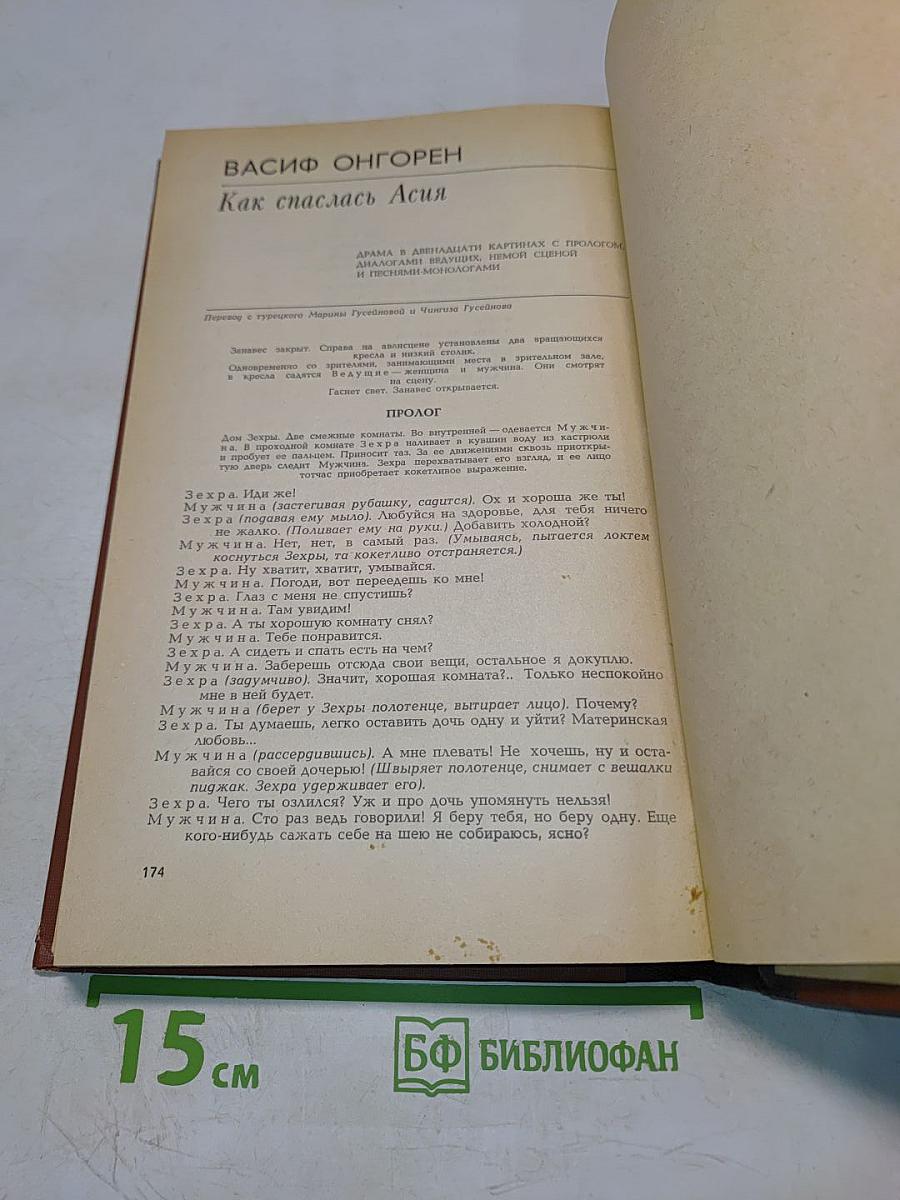 ВАСИФ ОНГОРЕН
Как спаслась Асия
ДРАМА В ДВЕНАДЦАТИ КАРТИНАХ С ПРОЛОГОМ,
ДИАЛОГАМИ ВЕДУЩИХ, НЕМОЙ СЦЕНОЙ
И ПЕСНЯМИ-МОНОЛОГАМИ
Перевод с турецкого Марины Гусейновой и Чингиза Гусейнова
Занавес закрыт. Справа на авансцене установлены два вращающихся
кресла и низкий столик.
Одновременно со зрителями, занимающими места в зрительном зале,
в кресла садятся Ведущие — женщина и мужчина. Они смотрят
на сцену.
Гаснет свет. Занавес открывается.
ПРОЛОГ
Дом Зехры. Две смежные комнаты. Во внутренней — одевается Мужчи-
на. В проходной комнате Зехра наливает в кувшин воду из кастрюли
и пробует ее пальцем. Приносит таз. За ее движениями сквозь приоткры-
тую дверь следит Мужчина. Зехра перехватывает его взгляд, и ее лицо
тотчас приобретает кокетливое выражение.
Зехра. Иди же!
Мужчина (застегивая рубашку, садится). Ох и хороша же ты!
Зехра (подавая ему мыло). Любуйся на здоровье, для тебя ничего
не жалко. (Поливает ему на руки.) Добавить холодной?
Мужчина. Нет, нет, в самый раз. (Умываясь, пытается локтем
коснуться Зехры, та кокетливо отстраняется.)
Зехра. Ну хватит, хватит, умывайся.
Мужчина. Погоди, вот переедешь ко мне!
Зехра. Глаз с меня не спустишь?
Мужчина. Там увидим!
Зехра. А ты хорошую комнату снял?
Мужчина. Тебе понравится.
Зехра. А сидеть и спать есть на чем?
Мужчина. Заберешь отсюда свои вещи, остальное я докуплю.
Зехра (задумчиво). Значит, хорошая комната?.. Только неспокойно
мне в ней будет.
Мужчина (берет у Зехры полотенце, вытирает лицо). Почему?
Зехра. Ты думаешь, легко оставить дочь одну и уйти? Материнская
любовь...
Мужчина (рассердившись). А мне плевать! Не хочешь, ну и оста-
вайся со своей дочерью! (Швыряет полотенце, снимает с вешалки
пиджак. Зехра удерживает его).
Зехра. Чего ты озлился? Уж и про дочь упомянуть нельзя!
Мужчина. Сто раз ведь говорили! Я беру тебя, но беру одну. Еще
кого-нибудь сажать себе на шею не собираюсь, ясно?
174
15 см
БФ БИБЛИОФАН